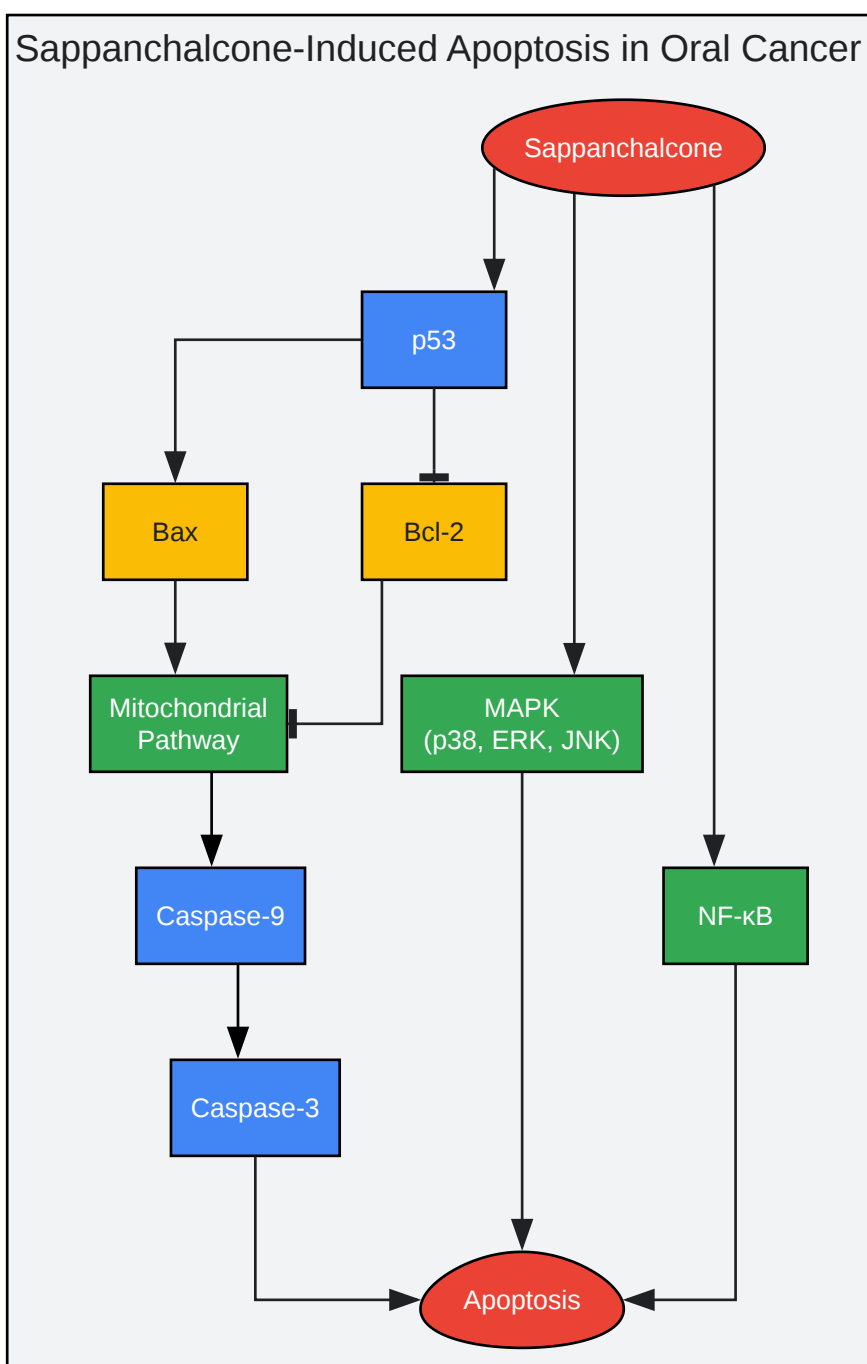 Sappanchalcone-Induced Apoptosis in Oral Cancer
Sappanchalcone
p53
Bax
Bcl-2
Mitochondrial
Pathway
MAPK
(p38, ERK, JNK)
Caspase-9
NF-κB
Caspase-3
Apoptosis